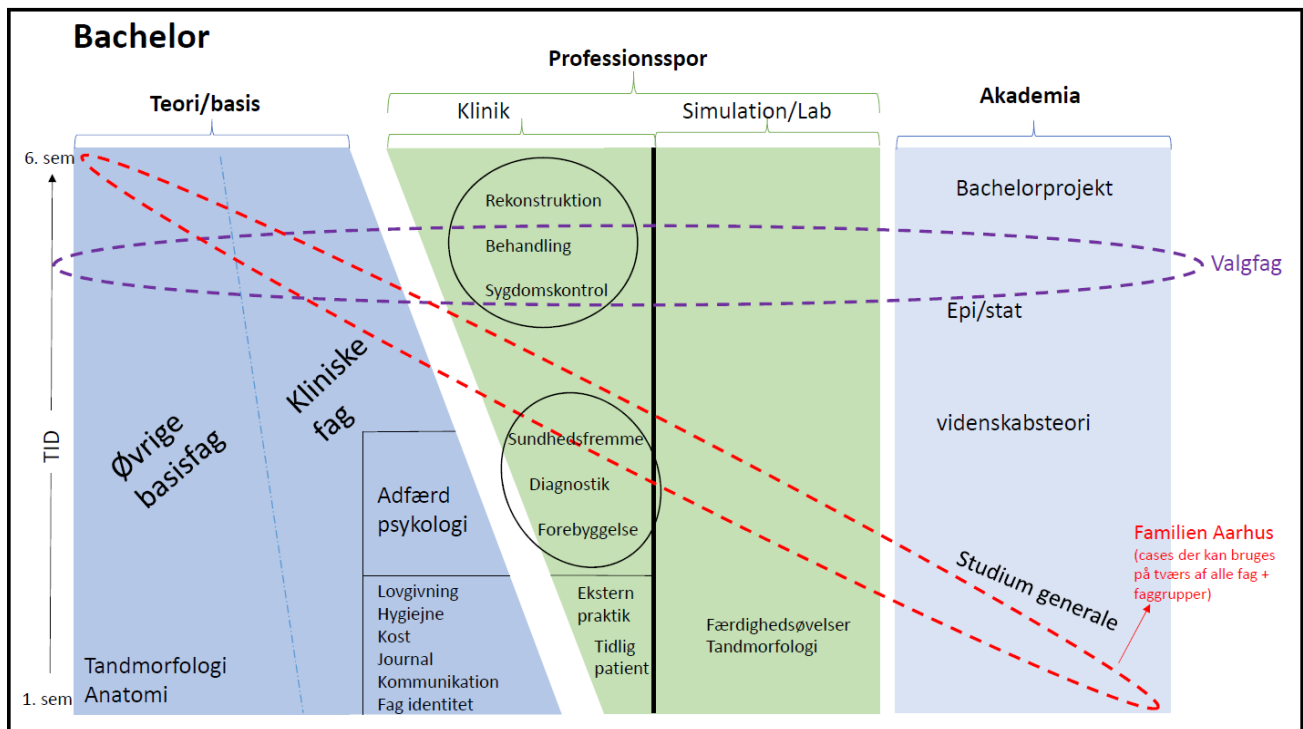 Bachelor
Professionsspor
Teori/basis
Klinik
Simulation/Lab
Akademia
6. sem
TID
1. sem
Øvrige
basisfag
Kliniske
fag
Tandmorfologi
Anatomi
Adfærd
psykologi
Lovgivning
Hygiejne
Kost
Journal
Kommunikation
Fag identitet
Rekonstruktion
Behandling
Sygdomskontrol
Sundhedsfremme
Diagnostik
Forebyggelse
Ekstern
praktik
Tidlig
patient
Færdighedsøvelser
Tandmorfologi
Bachelorprojekt
Valgfag
Epi/stat
videnskabsteori
Studium generale
Familien Aarhus
(cases der kan bruges
på tværs af alle fag +
faggrupper)